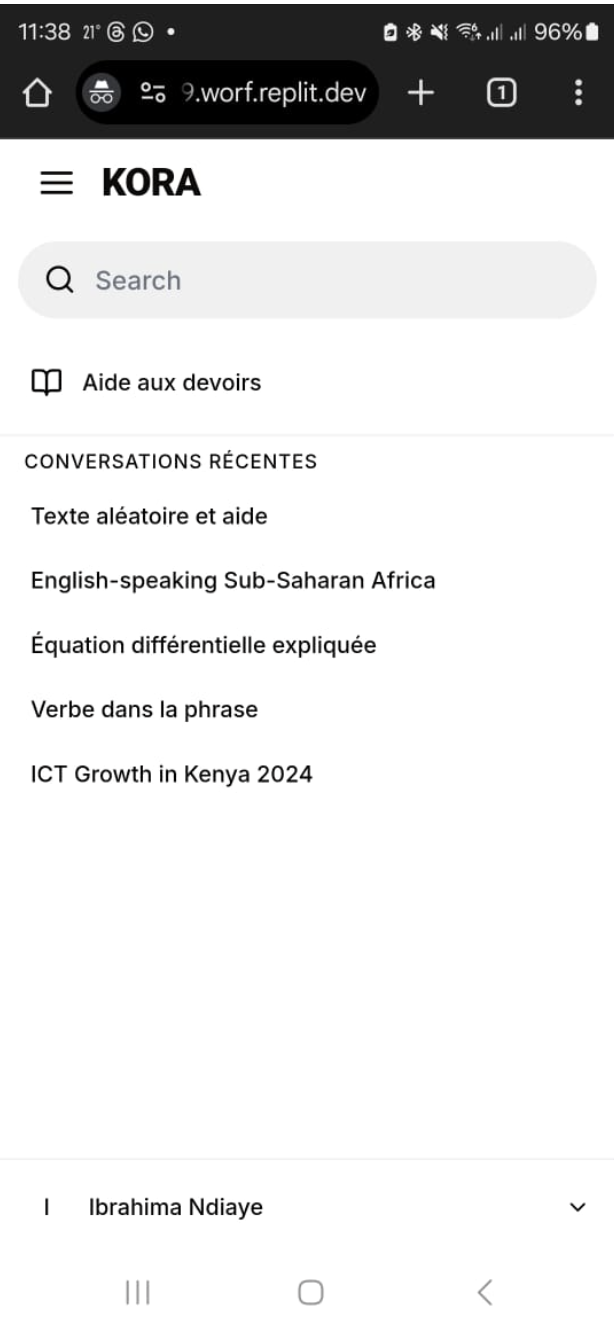 11:38 21° 96%
9.worf.replit.dev 1
KORA
Search
Aide aux devoirs
CONVERSATIONS RÉCENTES
Texte aléatoire et aide
English-speaking Sub-Saharan Africa
Équation différentielle expliquée
Verbe dans la phrase
ICT Growth in Kenya 2024
I Ibrahima Ndiaye